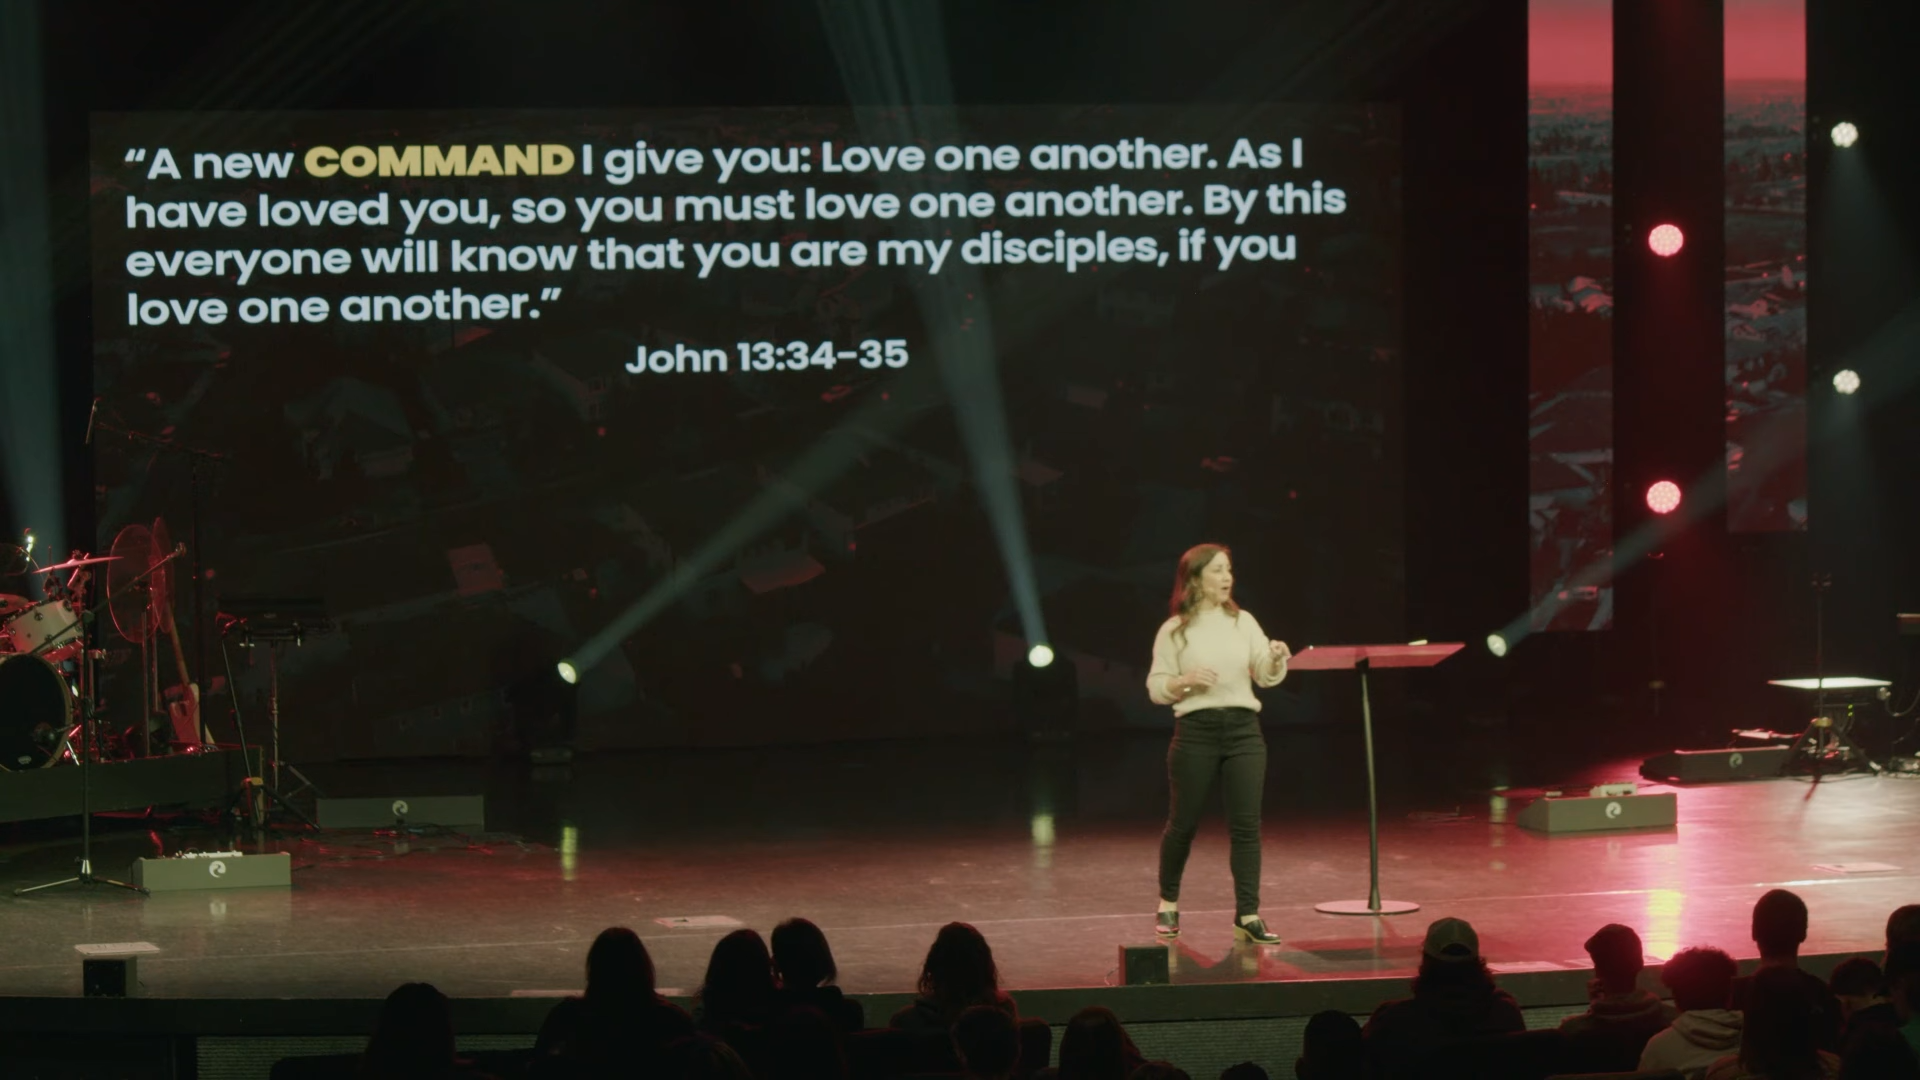 “A new COMMAND I give you: Love one another. As I
have loved you, so you must love one another. By this
everyone will know that you are my disciples, if you
love one another.”
John 13:34-35